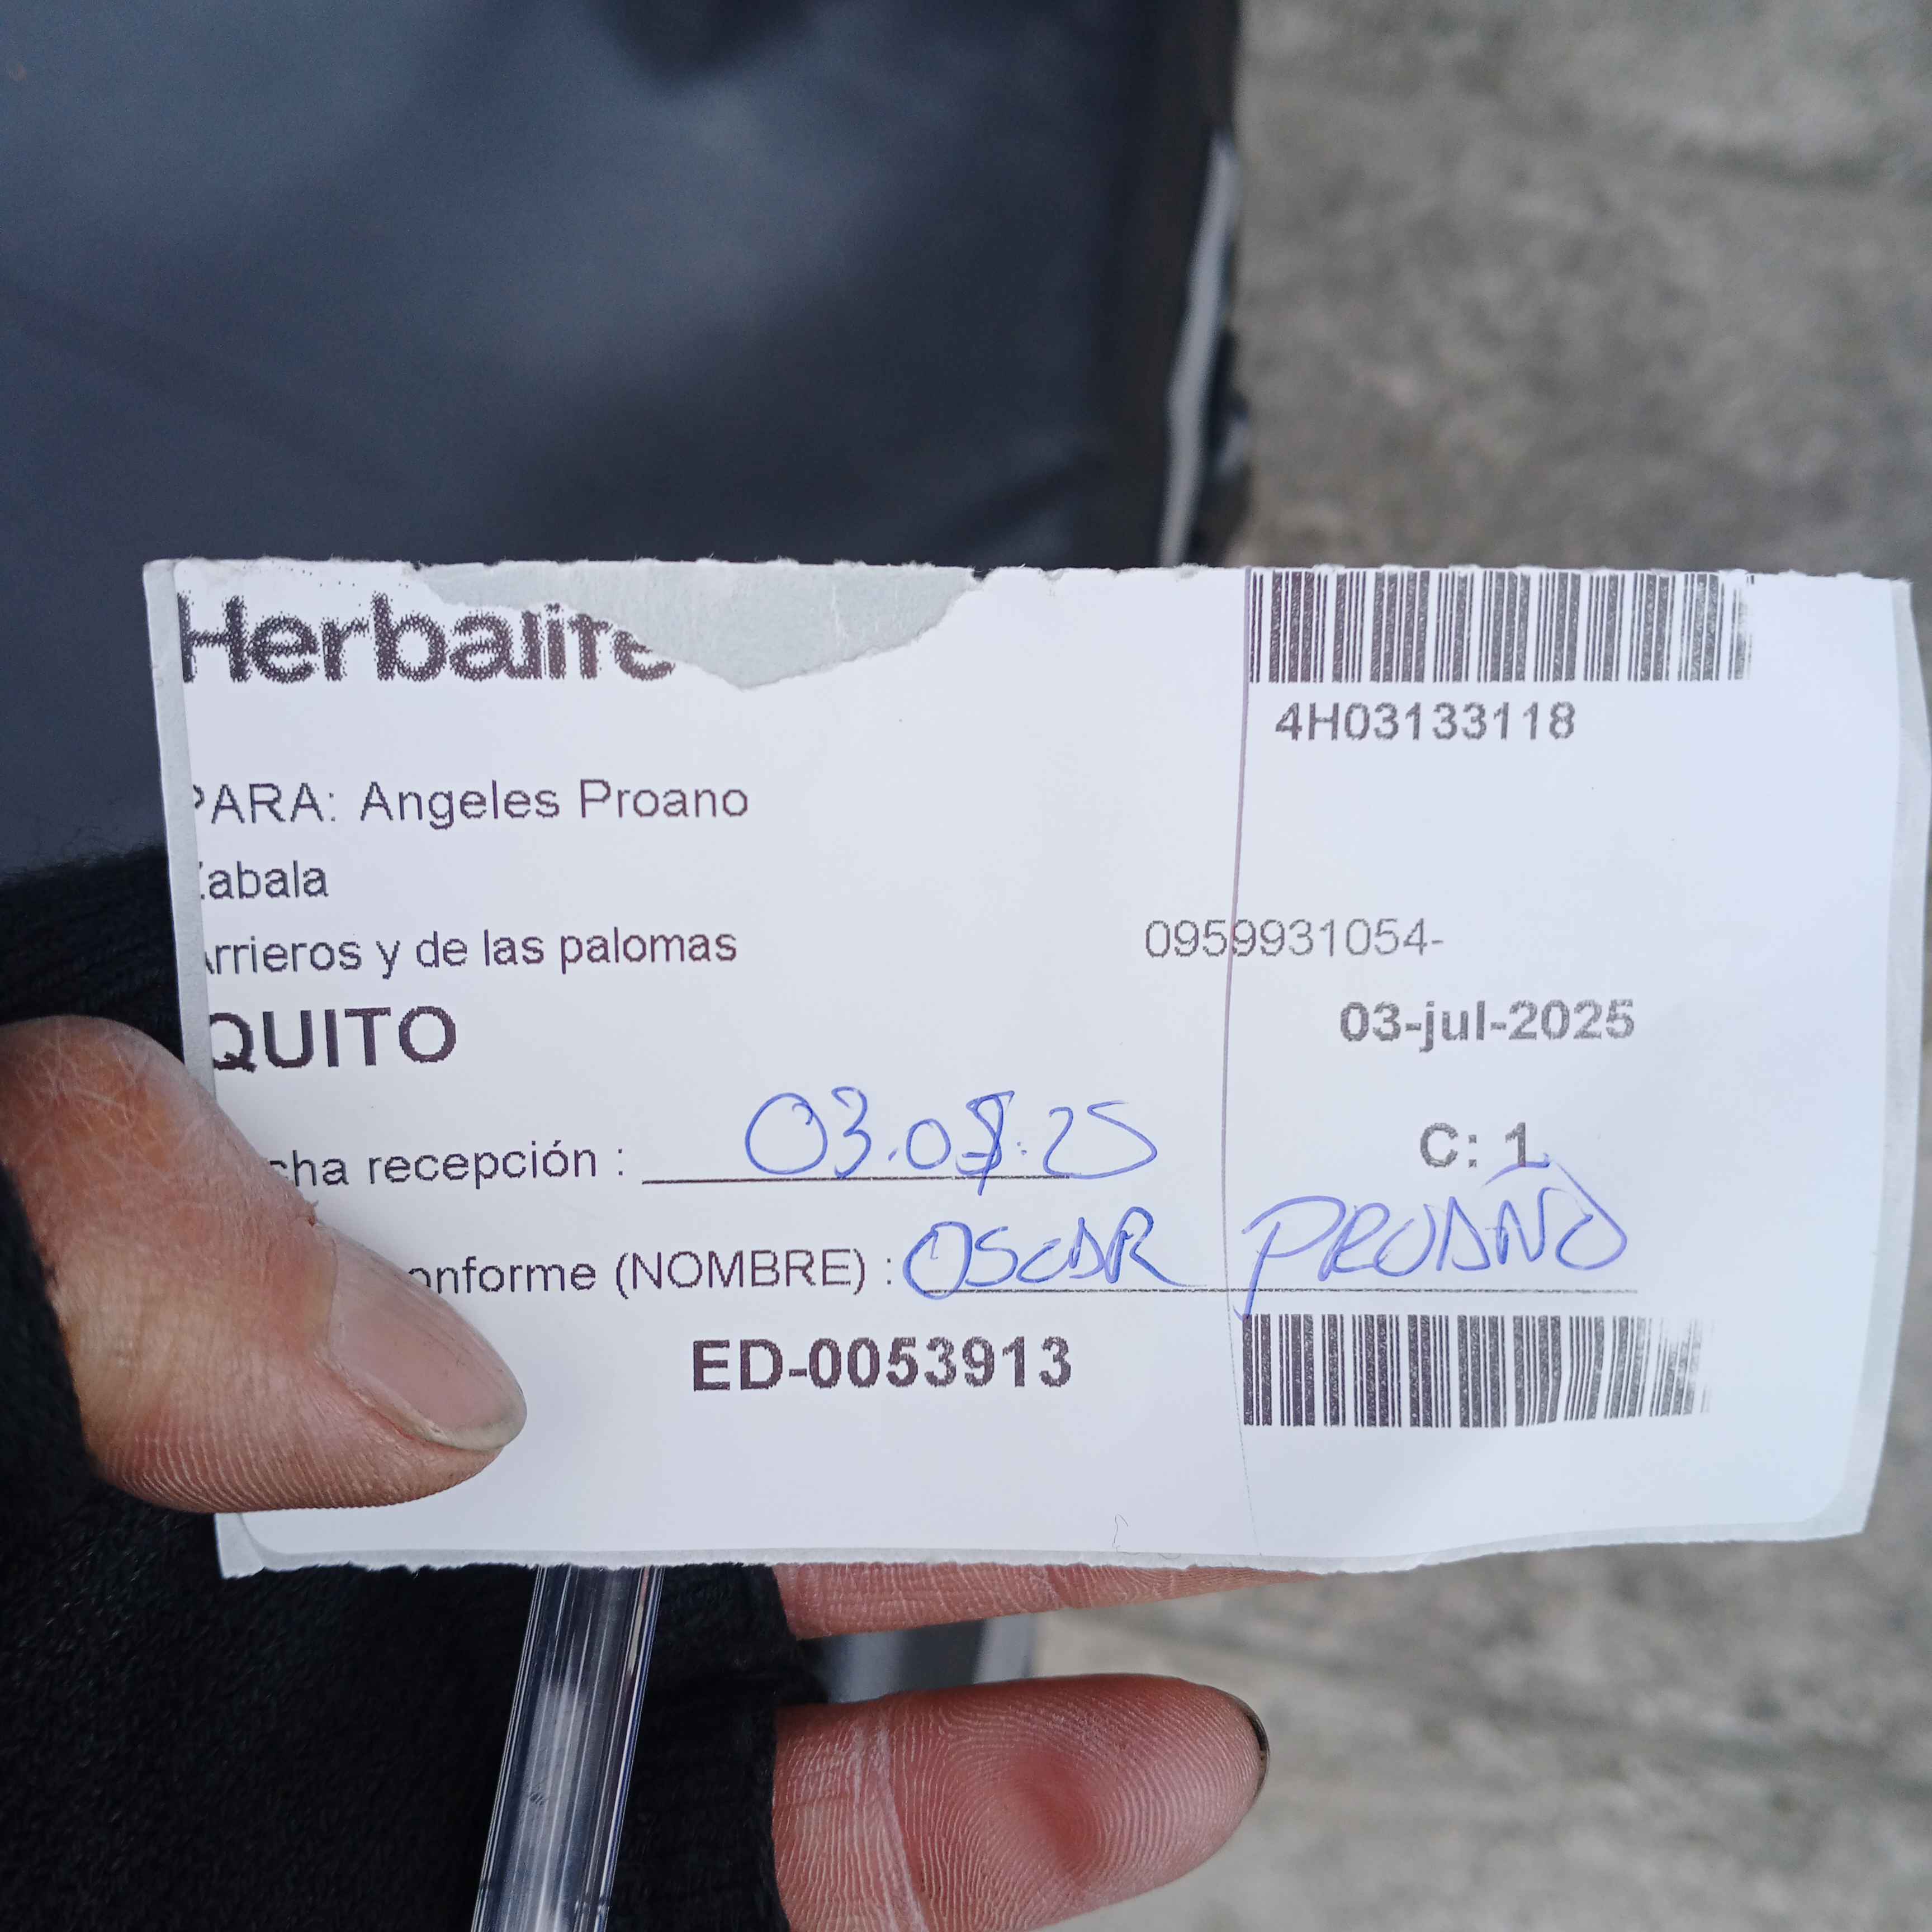 Herbalife
4H03133118
PARA: Angeles Proano
Zabala
Arrieros y de las palomas
0959931054-
QUITO
03-jul-2025
cha recepción : 03.07.25
C: 1
onforme (NOMBRE) : OSCAR PROAÑO
ED-0053913